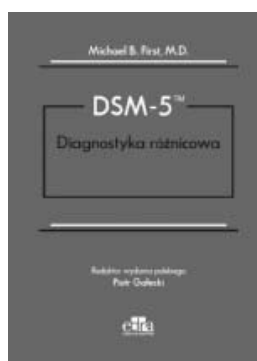 Michael B. First, M.D.
DSM-5™
Diagnostyka różnicowa
Redaktor wydania polskiego
Piotr Gałecki
edra